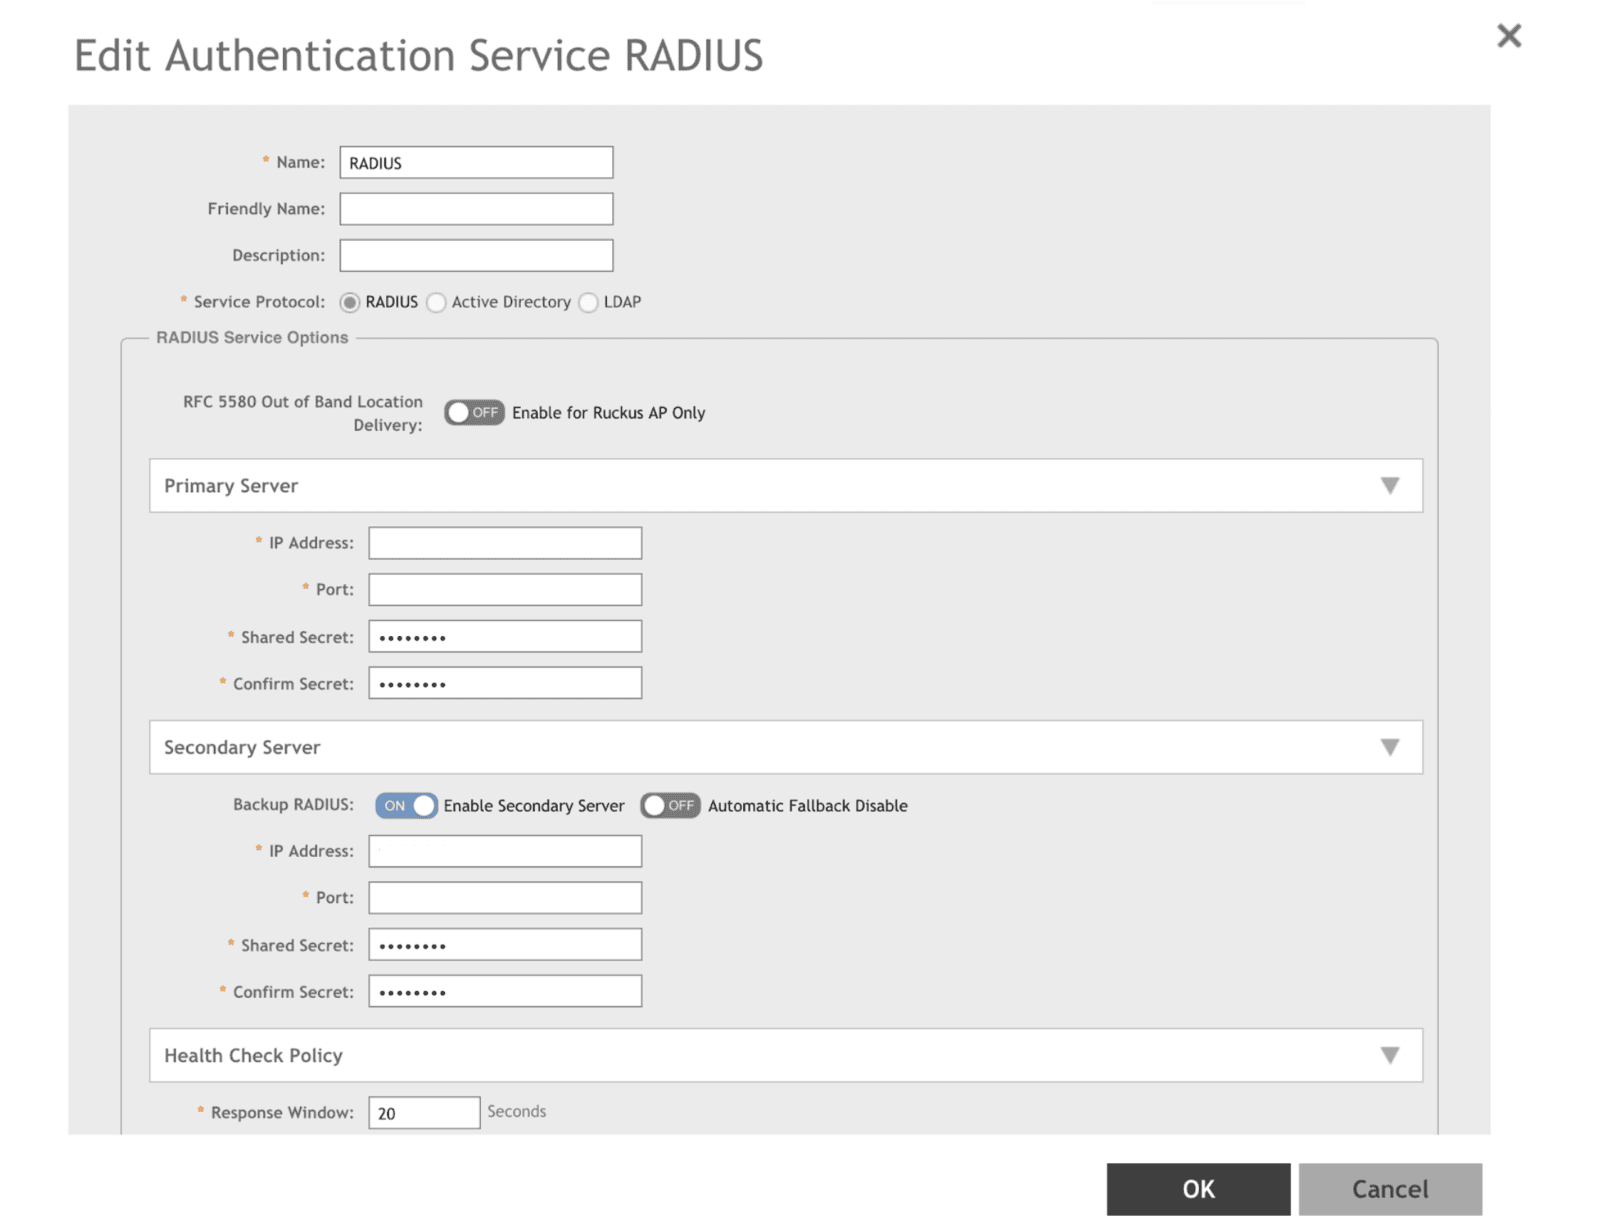 Edit Authentication Service RADIUS
* Name: RADIUS
Friendly Name:
Description:
* Service Protocol: RADIUS Active Directory LDAP
RADIUS Service Options
RFC 5580 Out of Band Location
Delivery: OFF Enable for Ruckus AP Only
Primary Server
* IP Address:
* Port:
* Shared Secret: ••••••••
* Confirm Secret: ••••••••
Secondary Server
Backup RADIUS: ON Enable Secondary Server OFF Automatic Fallback Disable
* IP Address:
* Port:
* Shared Secret: ••••••••
* Confirm Secret: ••••••••
Health Check Policy
* Response Window: 20 Seconds
OK Cancel